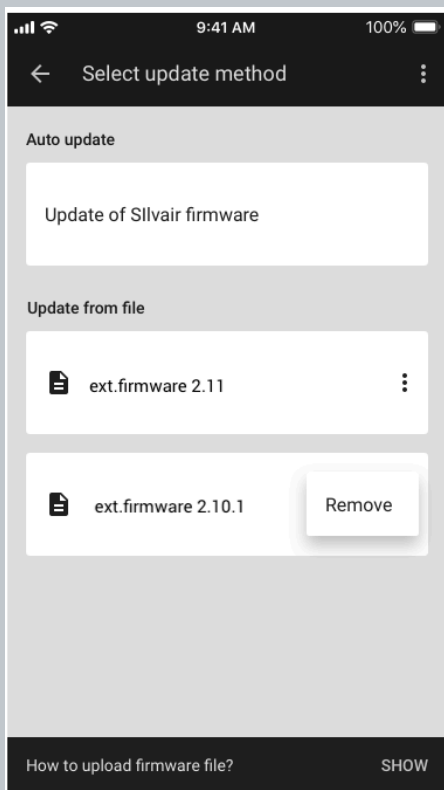 9:41 AM 100%
Select update method
Auto update
Update of SIlvair firmware
Update from file
ext.firmware 2.11
ext.firmware 2.10.1 Remove
How to upload firmware file? SHOW